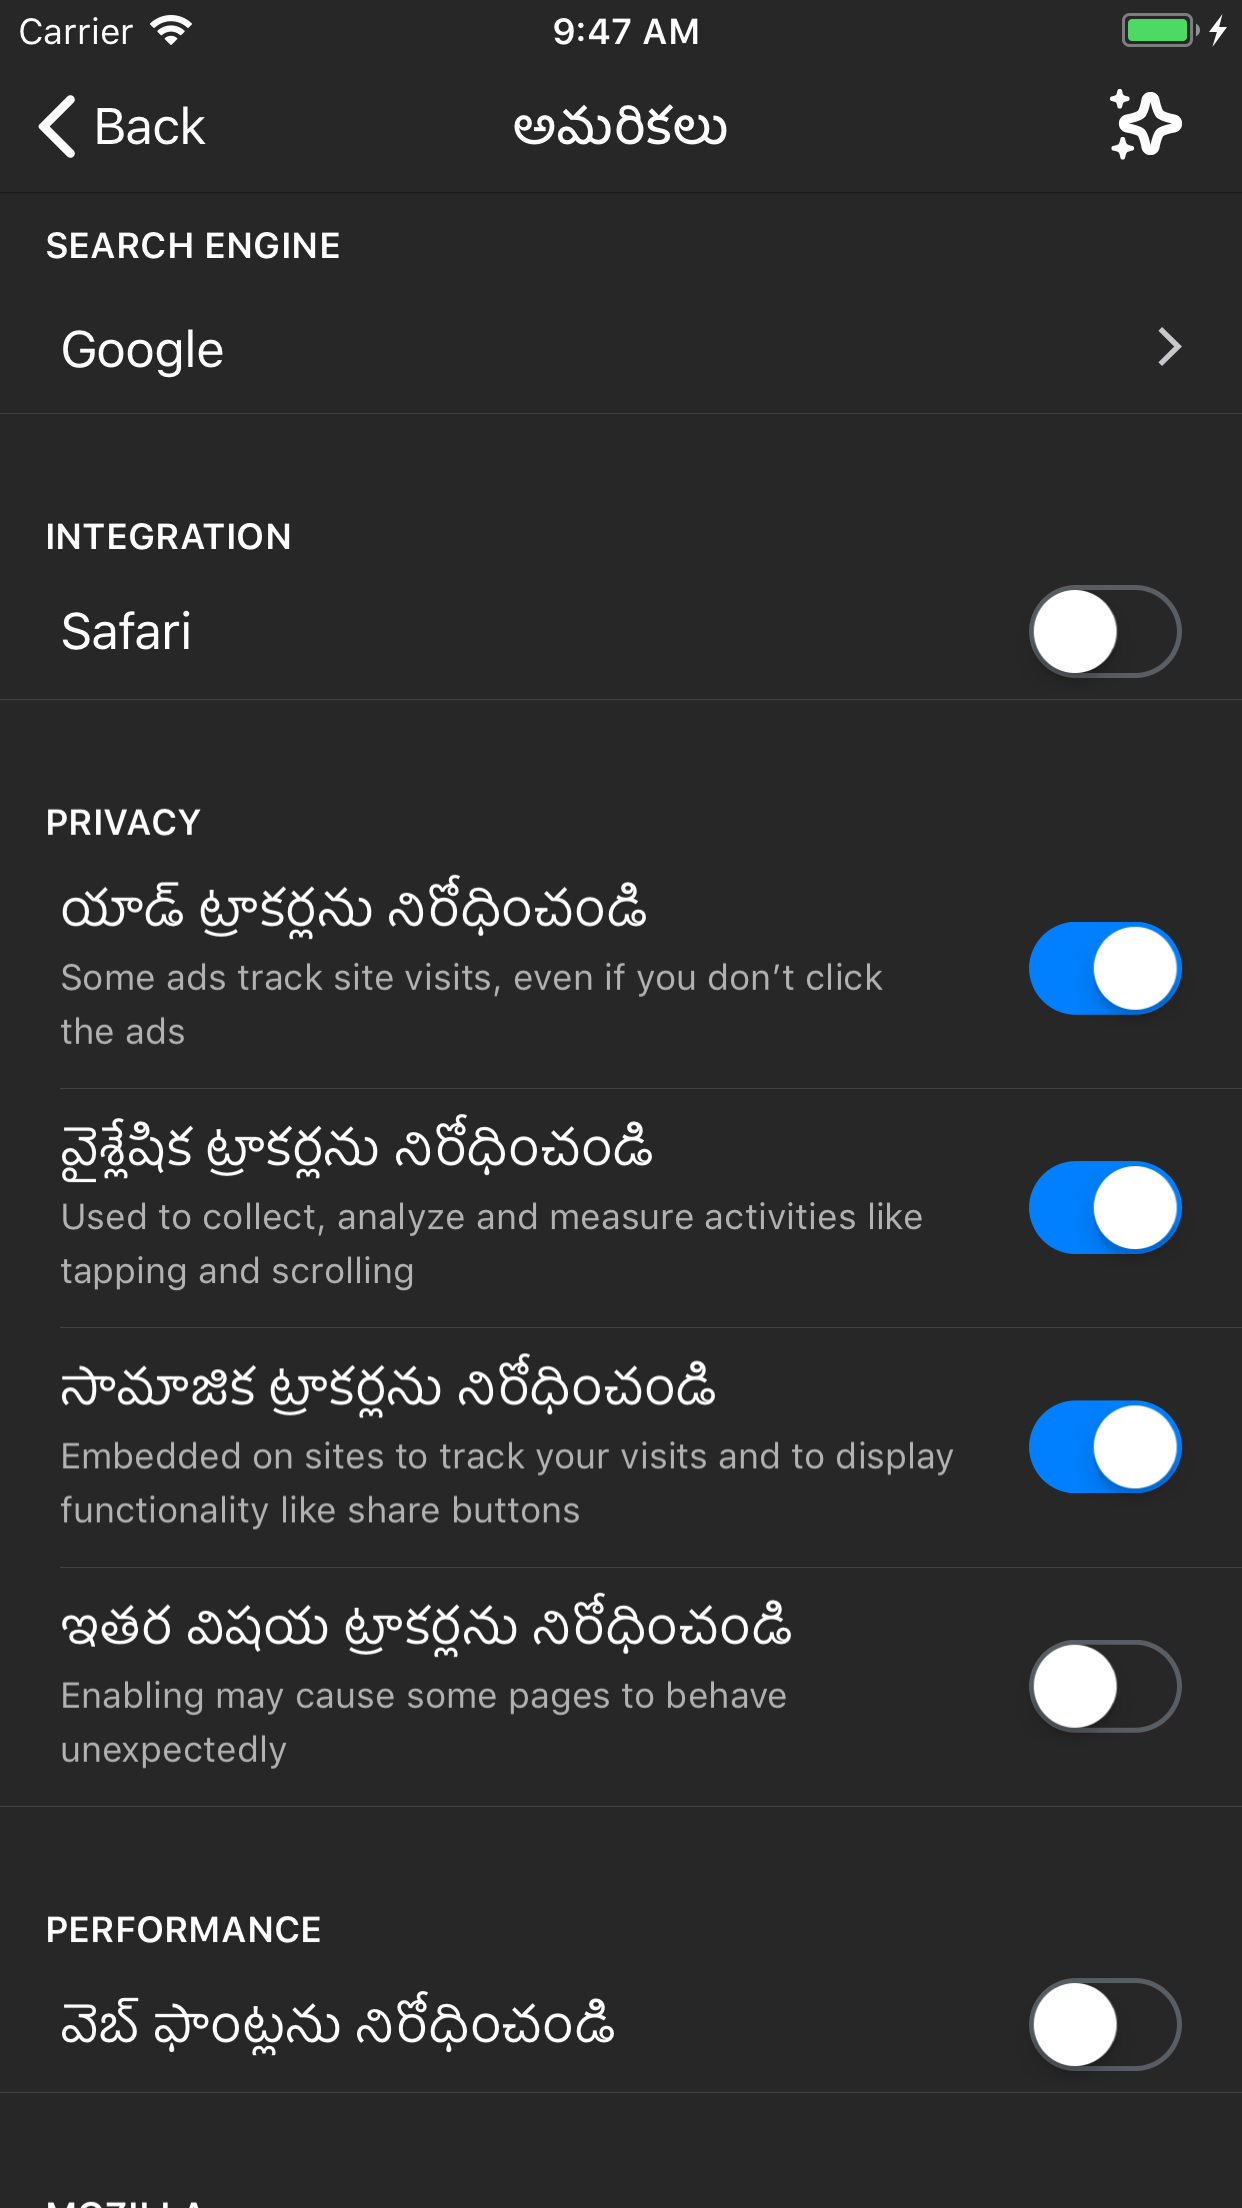 Carrier
9:47 AM
Back
అమరికలు
SEARCH ENGINE
Google
INTEGRATION
Safari
PRIVACY
యాడ్ ట్రాకర్లను నిరోధించండి
Some ads track site visits, even if you don’t click
the ads
వైశ్లేషిక ట్రాకర్లను నిరోధించండి
Used to collect, analyze and measure activities like
tapping and scrolling
సామాజిక ట్రాకర్లను నిరోధించండి
Embedded on sites to track your visits and to display
functionality like share buttons
ఇతర విషయ ట్రాకర్లను నిరోధించండి
Enabling may cause some pages to behave
unexpectedly
PERFORMANCE
వెబ్ ఫాంట్లను నిరోధించండి
MOZILLA